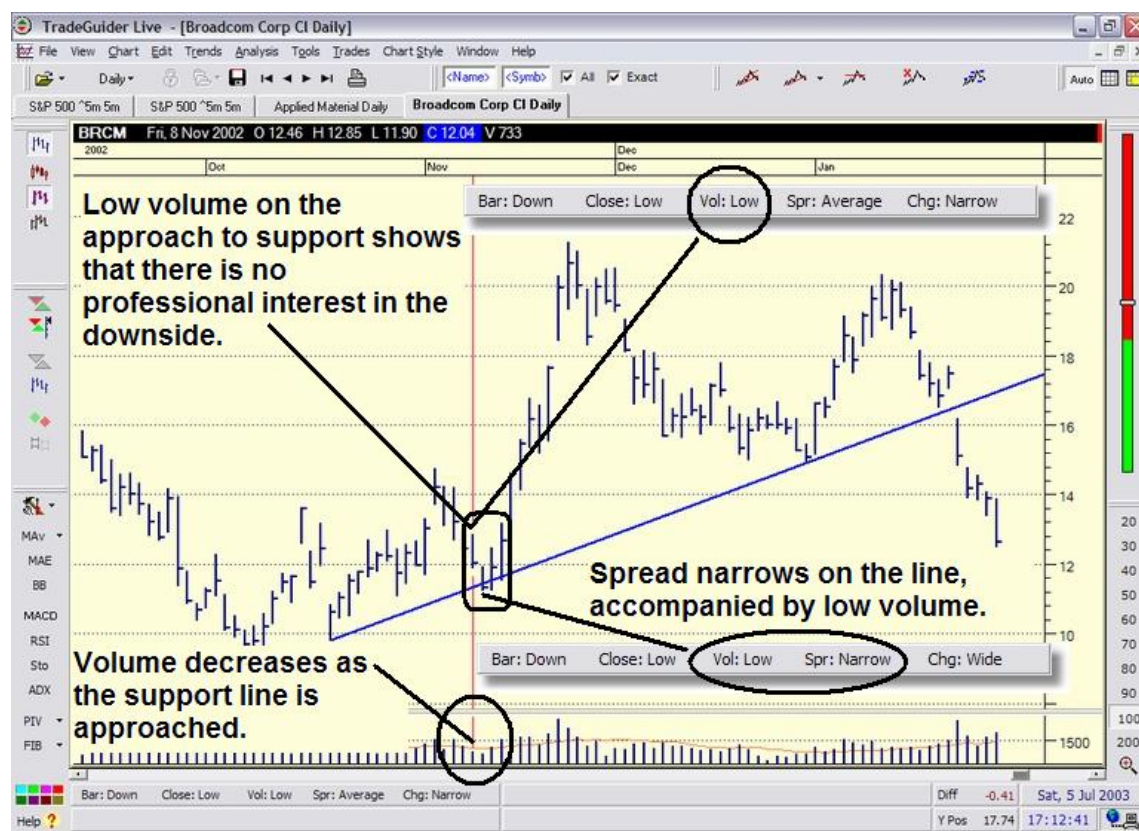 TradeGuider Live - [Broadcom Corp CI Daily]
File View Chart Edit Trends Analysis Tools Trades Chart Style Window Help
Daily <Name> <Symb> All Exact Auto
S&P 500 ^5m 5m S&P 500 ^5m 5m Applied Material Daily Broadcom Corp CI Daily
BRCM Fri, 8 Nov 2002 O 12.46 H 12.85 L 11.90 C 12.04 V 733
2002 Dec
Oct Nov Dec Jan
Bar: Down Close: Low Vol: Low Spr: Average Chg: Narrow
Low volume on the
approach to support shows
that there is no
professional interest in the
downside.
22
20
18
16
14
12
10
1500
Spread narrows on the line,
accompanied by low volume.
Bar: Down Close: Low Vol: Low Spr: Narrow Chg: Wide
Volume decreases as
the support line is
approached.
MAv
MAE
BB
MACD
RSI
Sto
ADX
PIV
FIB
20
30
40
50
60
70
80
90
100
200
Bar: Down Close: Low Vol: Low Spr: Average Chg: Narrow Diff -0.41 Sat, 5 Jul 2003
Help ? Y Pos 17.74 17:12:41